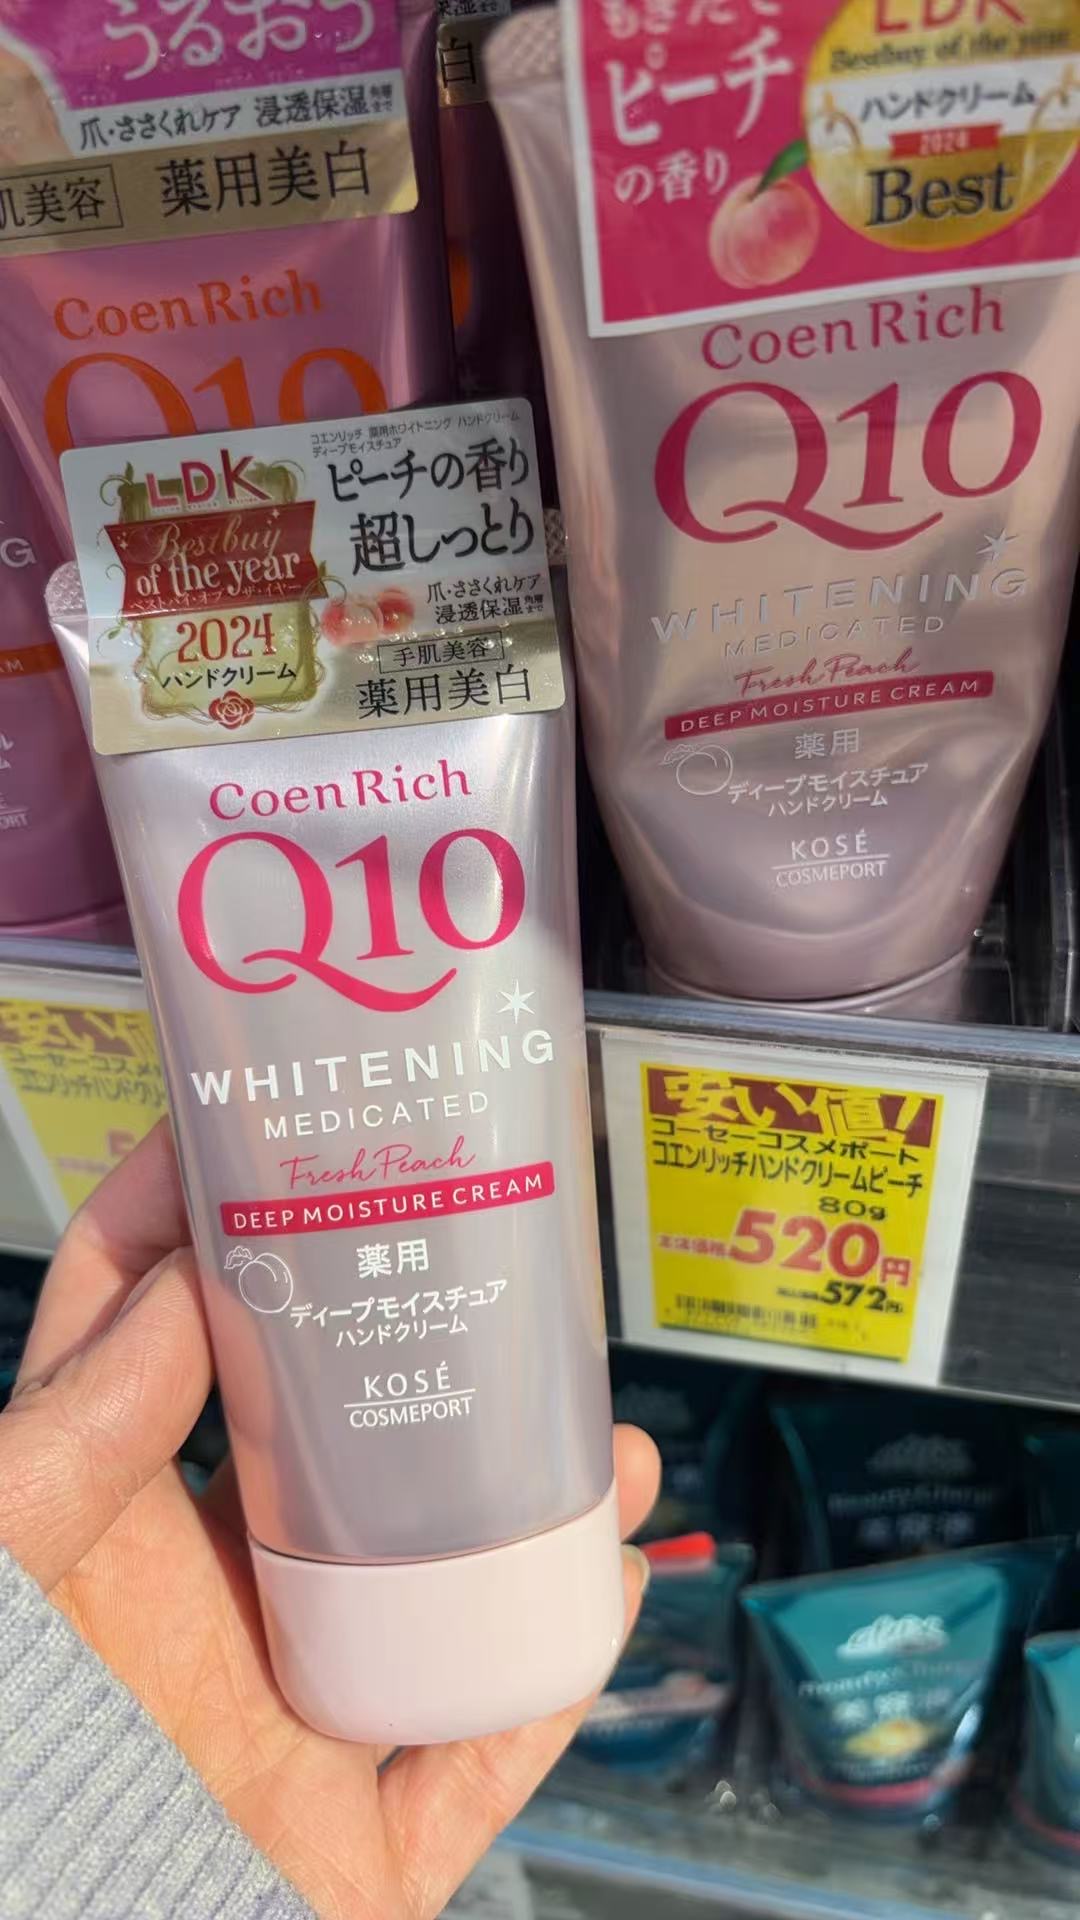 うるおう
爪・ささくれケア 浸透保湿 角層まで
肌美容
薬用美白
CoenRich
Q10
白
ピーチ
の香り
LDK
Bestbuy of the year
ハンドクリーム
2024
Best
CoenRich
Q10
WHITENING
MEDICATED
Fresh Peach
DEEP MOISTURE CREAM
薬用
ディープモイスチュア
ハンドクリーム
KOSÉ
COSMEPORT
LDK
Bestbuy
of the year
ベストバイ・オブ・ザ・イヤー
2024
ハンドクリーム
コエンリッチ 薬用ホワイトニング ハンドクリーム
ディープモイスチュア
ピーチの香り
超しっとり
爪・ささくれケア
浸透保湿 角層まで
手肌美容
薬用美白
CoenRich
Q10
WHITENING
MEDICATED
Fresh Peach
DEEP MOISTURE CREAM
薬用
ディープモイスチュア
ハンドクリーム
KOSÉ
COSMEPORT
安い値!
コーセーコスメポート
コエンリッチハンドクリームピーチ
80g
本体価格 520円
572円